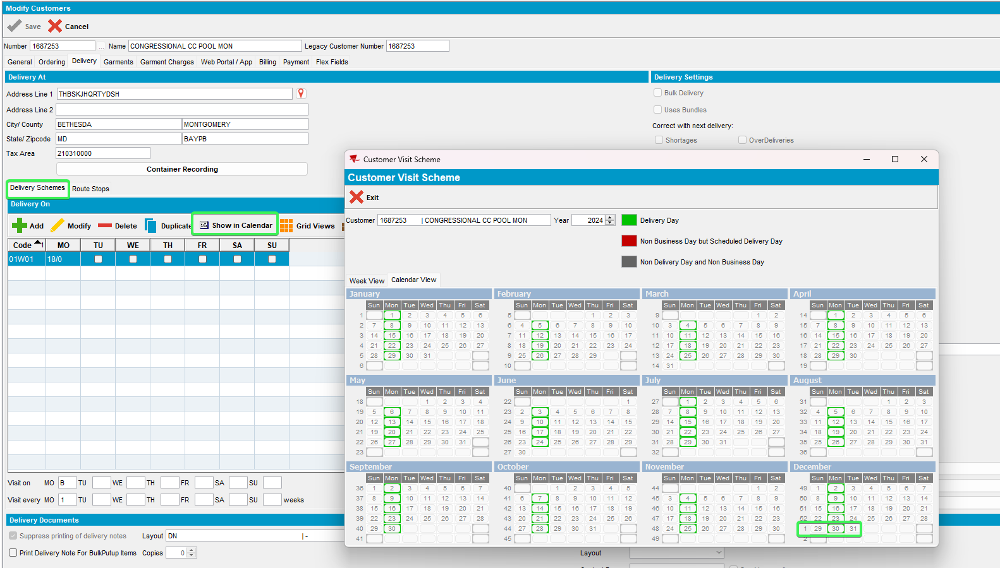 Modify Customers
Save Cancel
Number 1687253 ... Name CONGRESSIONAL CC POOL MON Legacy Customer Number 1687253
General Ordering Delivery Garments Garment Charges Web Portal / App Billing Payment Flex Fields
Delivery At
Address Line 1 THBSKJHQRTYDSH
Address Line 2
City/ County BETHESDA MONTGOMERY
State/ Zipcode MD BAYPB
Tax Area 210310000
Container Recording
Delivery Settings
Bulk Delivery
Uses Bundles
Correct with next delivery:
Shortages OverDeliveries
Delivery Schemes Route Stops
Delivery On
Add Modify Delete Duplicate 16 Show in Calendar Grid Views
Code 1 MO TU WE TH FR SA SU
01W01 18/0
Visit on MO B TU WE TH FR SA SU
Visit every MO 1 TU WE TH FR SA SU weeks
Delivery Documents
Suppress printing of delivery notes Layout DN | -
Print Delivery Note For BulkPutup Items Copies 0
Layout
Customer Visit Scheme
Customer Visit Scheme
Exit
Customer 1687253 | CONGRESSIONAL CC POOL MON Year 2024
Delivery Day
Non Business Day but Scheduled Delivery Day
Non Delivery Day and Non Business Day
Week View Calendar View
January
Sun Mon Tue Wed Thu Fri Sat
1 1 2 3 4 5 6
2 7 8 9 10 11 12 13
3 14 15 16 17 18 19 20
4 21 22 23 24 25 26 27
5 28 29 30 31
6
February
Sun Mon Tue Wed Thu Fri Sat
5 1 2 3
6 4 5 6 7 8 9 10
7 11 12 13 14 15 16 17
8 18 19 20 21 22 23 24
9 25 26 27 28 29
10
March
Sun Mon Tue Wed Thu Fri Sat
9 1 2
10 3 4 5 6 7 8 9
11 10 11 12 13 14 15 16
12 17 18 19 20 21 22 23
13 24 25 26 27 28 29 30
14 31
April
Sun Mon Tue Wed Thu Fri Sat
14 1 2 3 4 5 6
15 7 8 9 10 11 12 13
16 14 15 16 17 18 19 20
17 21 22 23 24 25 26 27
18 28 29 30
19
May
Sun Mon Tue Wed Thu Fri Sat
18 1 2 3 4
19 5 6 7 8 9 10 11
20 12 13 14 15 16 17 18
21 19 20 21 22 23 24 25
22 26 27 28 29 30 31
23
June
Sun Mon Tue Wed Thu Fri Sat
22 1
23 2 3 4 5 6 7 8
24 9 10 11 12 13 14 15
25 16 17 18 19 20 21 22
26 23 24 25 26 27 28 29
27 30
July
Sun Mon Tue Wed Thu Fri Sat
27 1 2 3 4 5 6
28 7 8 9 10 11 12 13
29 14 15 16 17 18 19 20
30 21 22 23 24 25 26 27
31 28 29 30 31
32
August
Sun Mon Tue Wed Thu Fri Sat
31 1 2 3
32 4 5 6 7 8 9 10
33 11 12 13 14 15 16 17
34 18 19 20 21 22 23 24
35 25 26 27 28 29 30 31
36
September
Sun Mon Tue Wed Thu Fri Sat
36 1 2 3 4 5 6 7
37 8 9 10 11 12 13 14
38 15 16 17 18 19 20 21
39 22 23 24 25 26 27 28
40 29 30
41
October
Sun Mon Tue Wed Thu Fri Sat
40 1 2 3 4 5
41 6 7 8 9 10 11 12
42 13 14 15 16 17 18 19
43 20 21 22 23 24 25 26
44 27 28 29 30 31
45
November
Sun Mon Tue Wed Thu Fri Sat
44 1 2
45 3 4 5 6 7 8 9
46 10 11 12 13 14 15 16
47 17 18 19 20 21 22 23
48 24 25 26 27 28 29 30
49
December
Sun Mon Tue Wed Thu Fri Sat
49 1 2 3 4 5 6 7
50 8 9 10 11 12 13 14
51 15 16 17 18 19 20 21
52 22 23 24 25 26 27 28
1 29 30 31
2